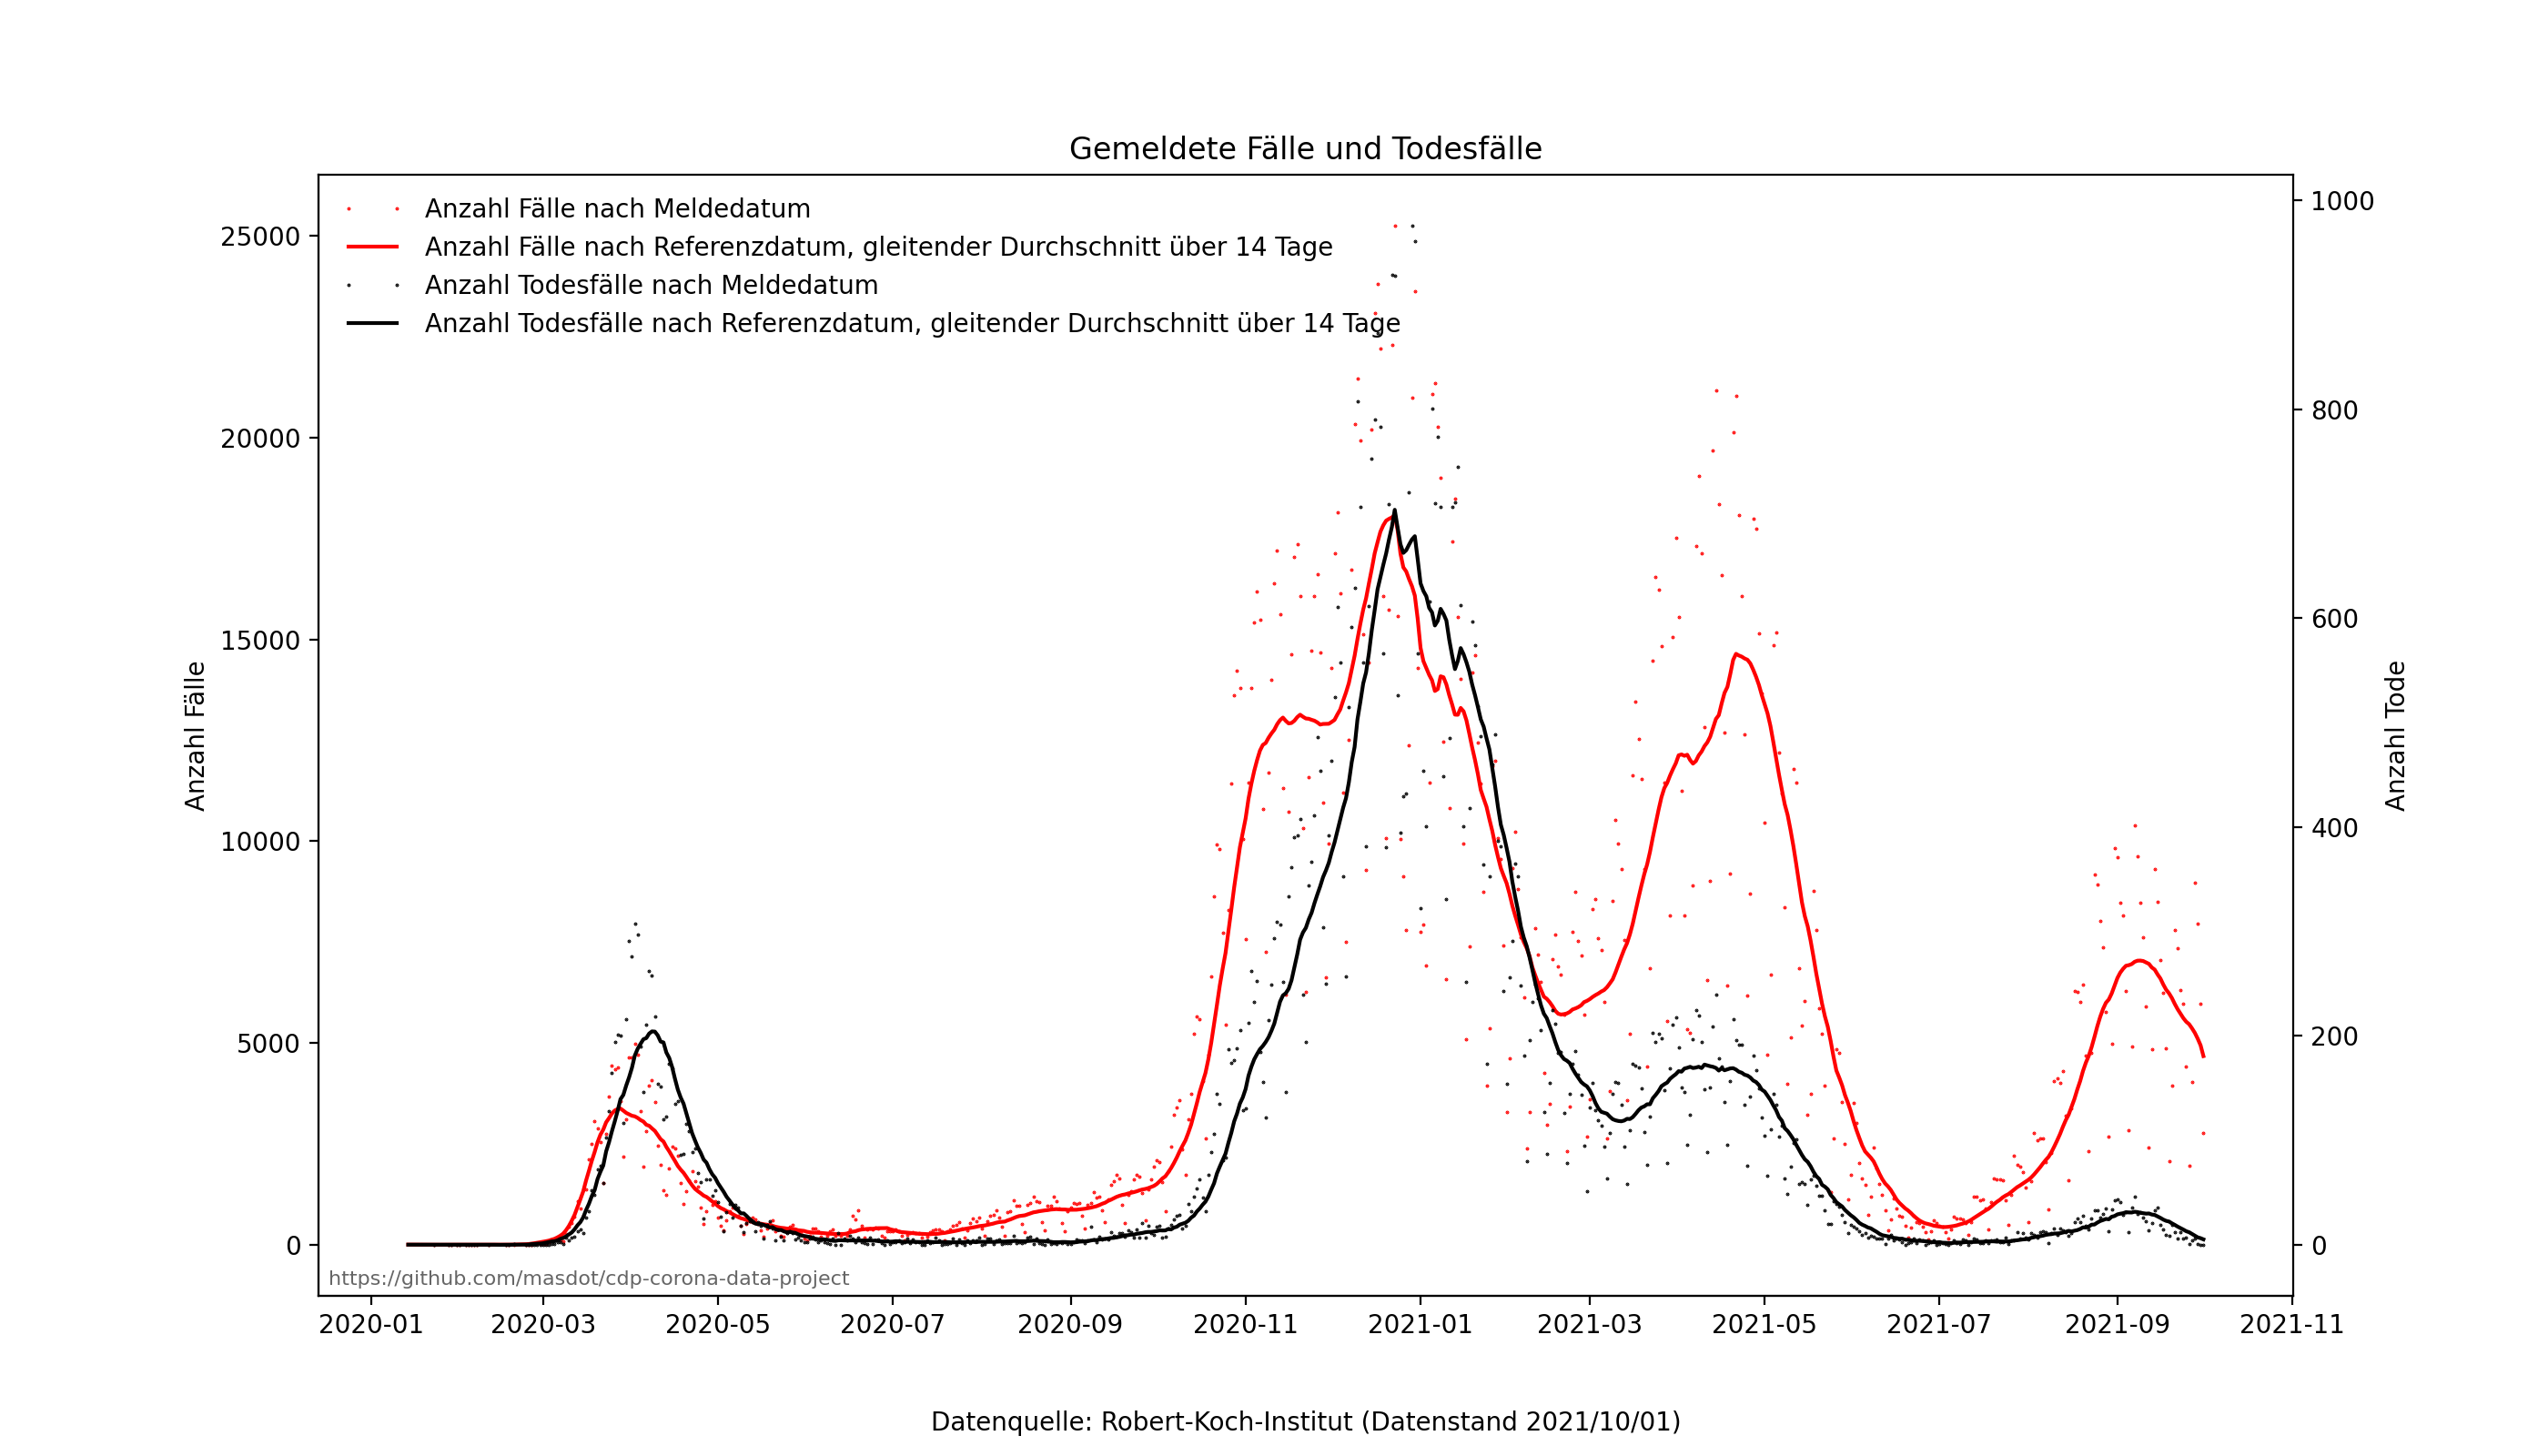 Gemeldete Fälle und Todesfälle
Anzahl Fälle nach Meldedatum
Anzahl Fälle nach Referenzdatum, gleitender Durchschnitt über 14 Tage
Anzahl Todesfälle nach Meldedatum
Anzahl Todesfälle nach Referenzdatum, gleitender Durchschnitt über 14 Tage
Anzahl Fälle
25000
20000
15000
10000
5000
0
1000
800
600
400
200
0
Anzahl Tode
https://github.com/masdot/cdp-corona-data-project
2020-01 2020-03 2020-05 2020-07 2020-09 2020-11 2021-01 2021-03 2021-05 2021-07 2021-09 2021-11
Datenquelle: Robert-Koch-Institut (Datenstand 2021/10/01)